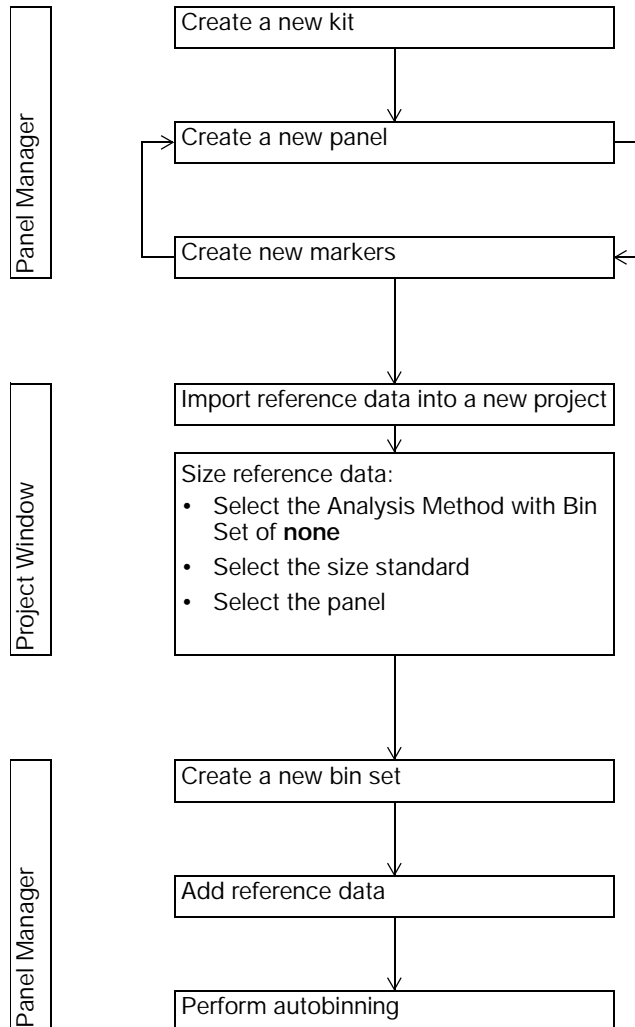 Panel Manager
Create a new kit
Create a new panel
Create new markers
Project Window
Import reference data into a new project
Size reference data:
• Select the Analysis Method with Bin
Set of none
• Select the size standard
• Select the panel
Panel Manager
Create a new bin set
Add reference data
Perform autobinning